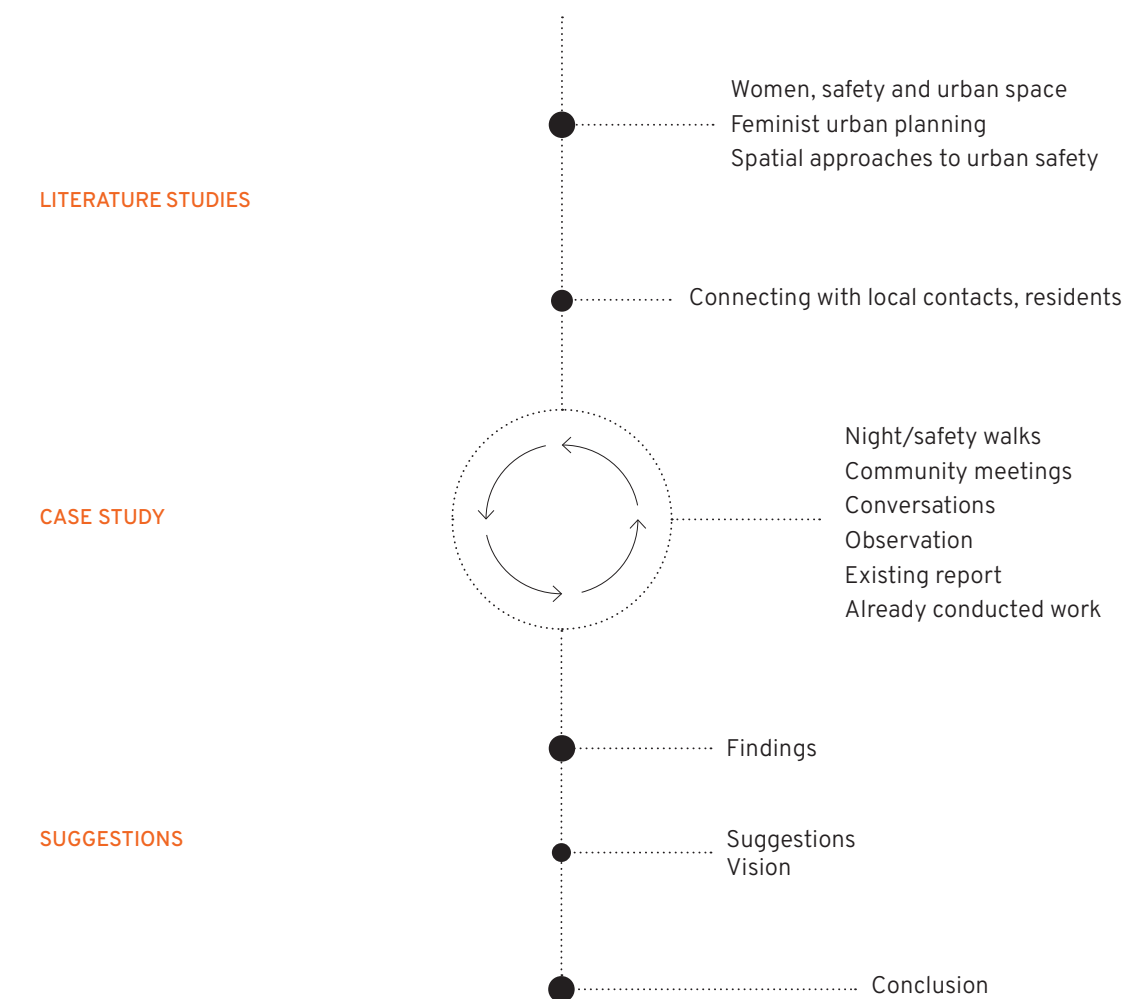 Women, safety and urban space
Feminist urban planning
Spatial approaches to urban safety
LITERATURE STUDIES
Connecting with local contacts, residents
Night/safety walks
Community meetings
Conversations
CASE STUDY
Observation
Existing report
Already conducted work
Findings
SUGGESTIONS
Suggestions
Vision
Conclusion